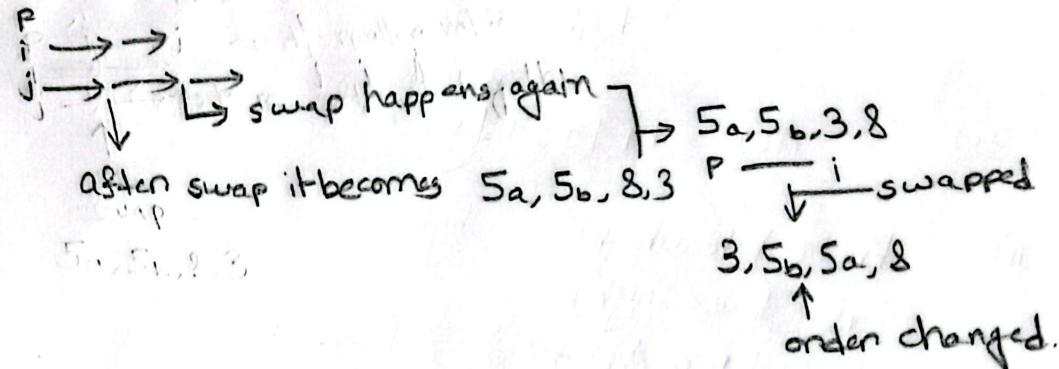 P
i → → i
j → → →
↳ swap happens again → 5a, 5b, 3, 8
P — i
swapped
after swap it becomes 5a, 5b, 8, 3
3, 5b, 5a, 8
↑
order changed.